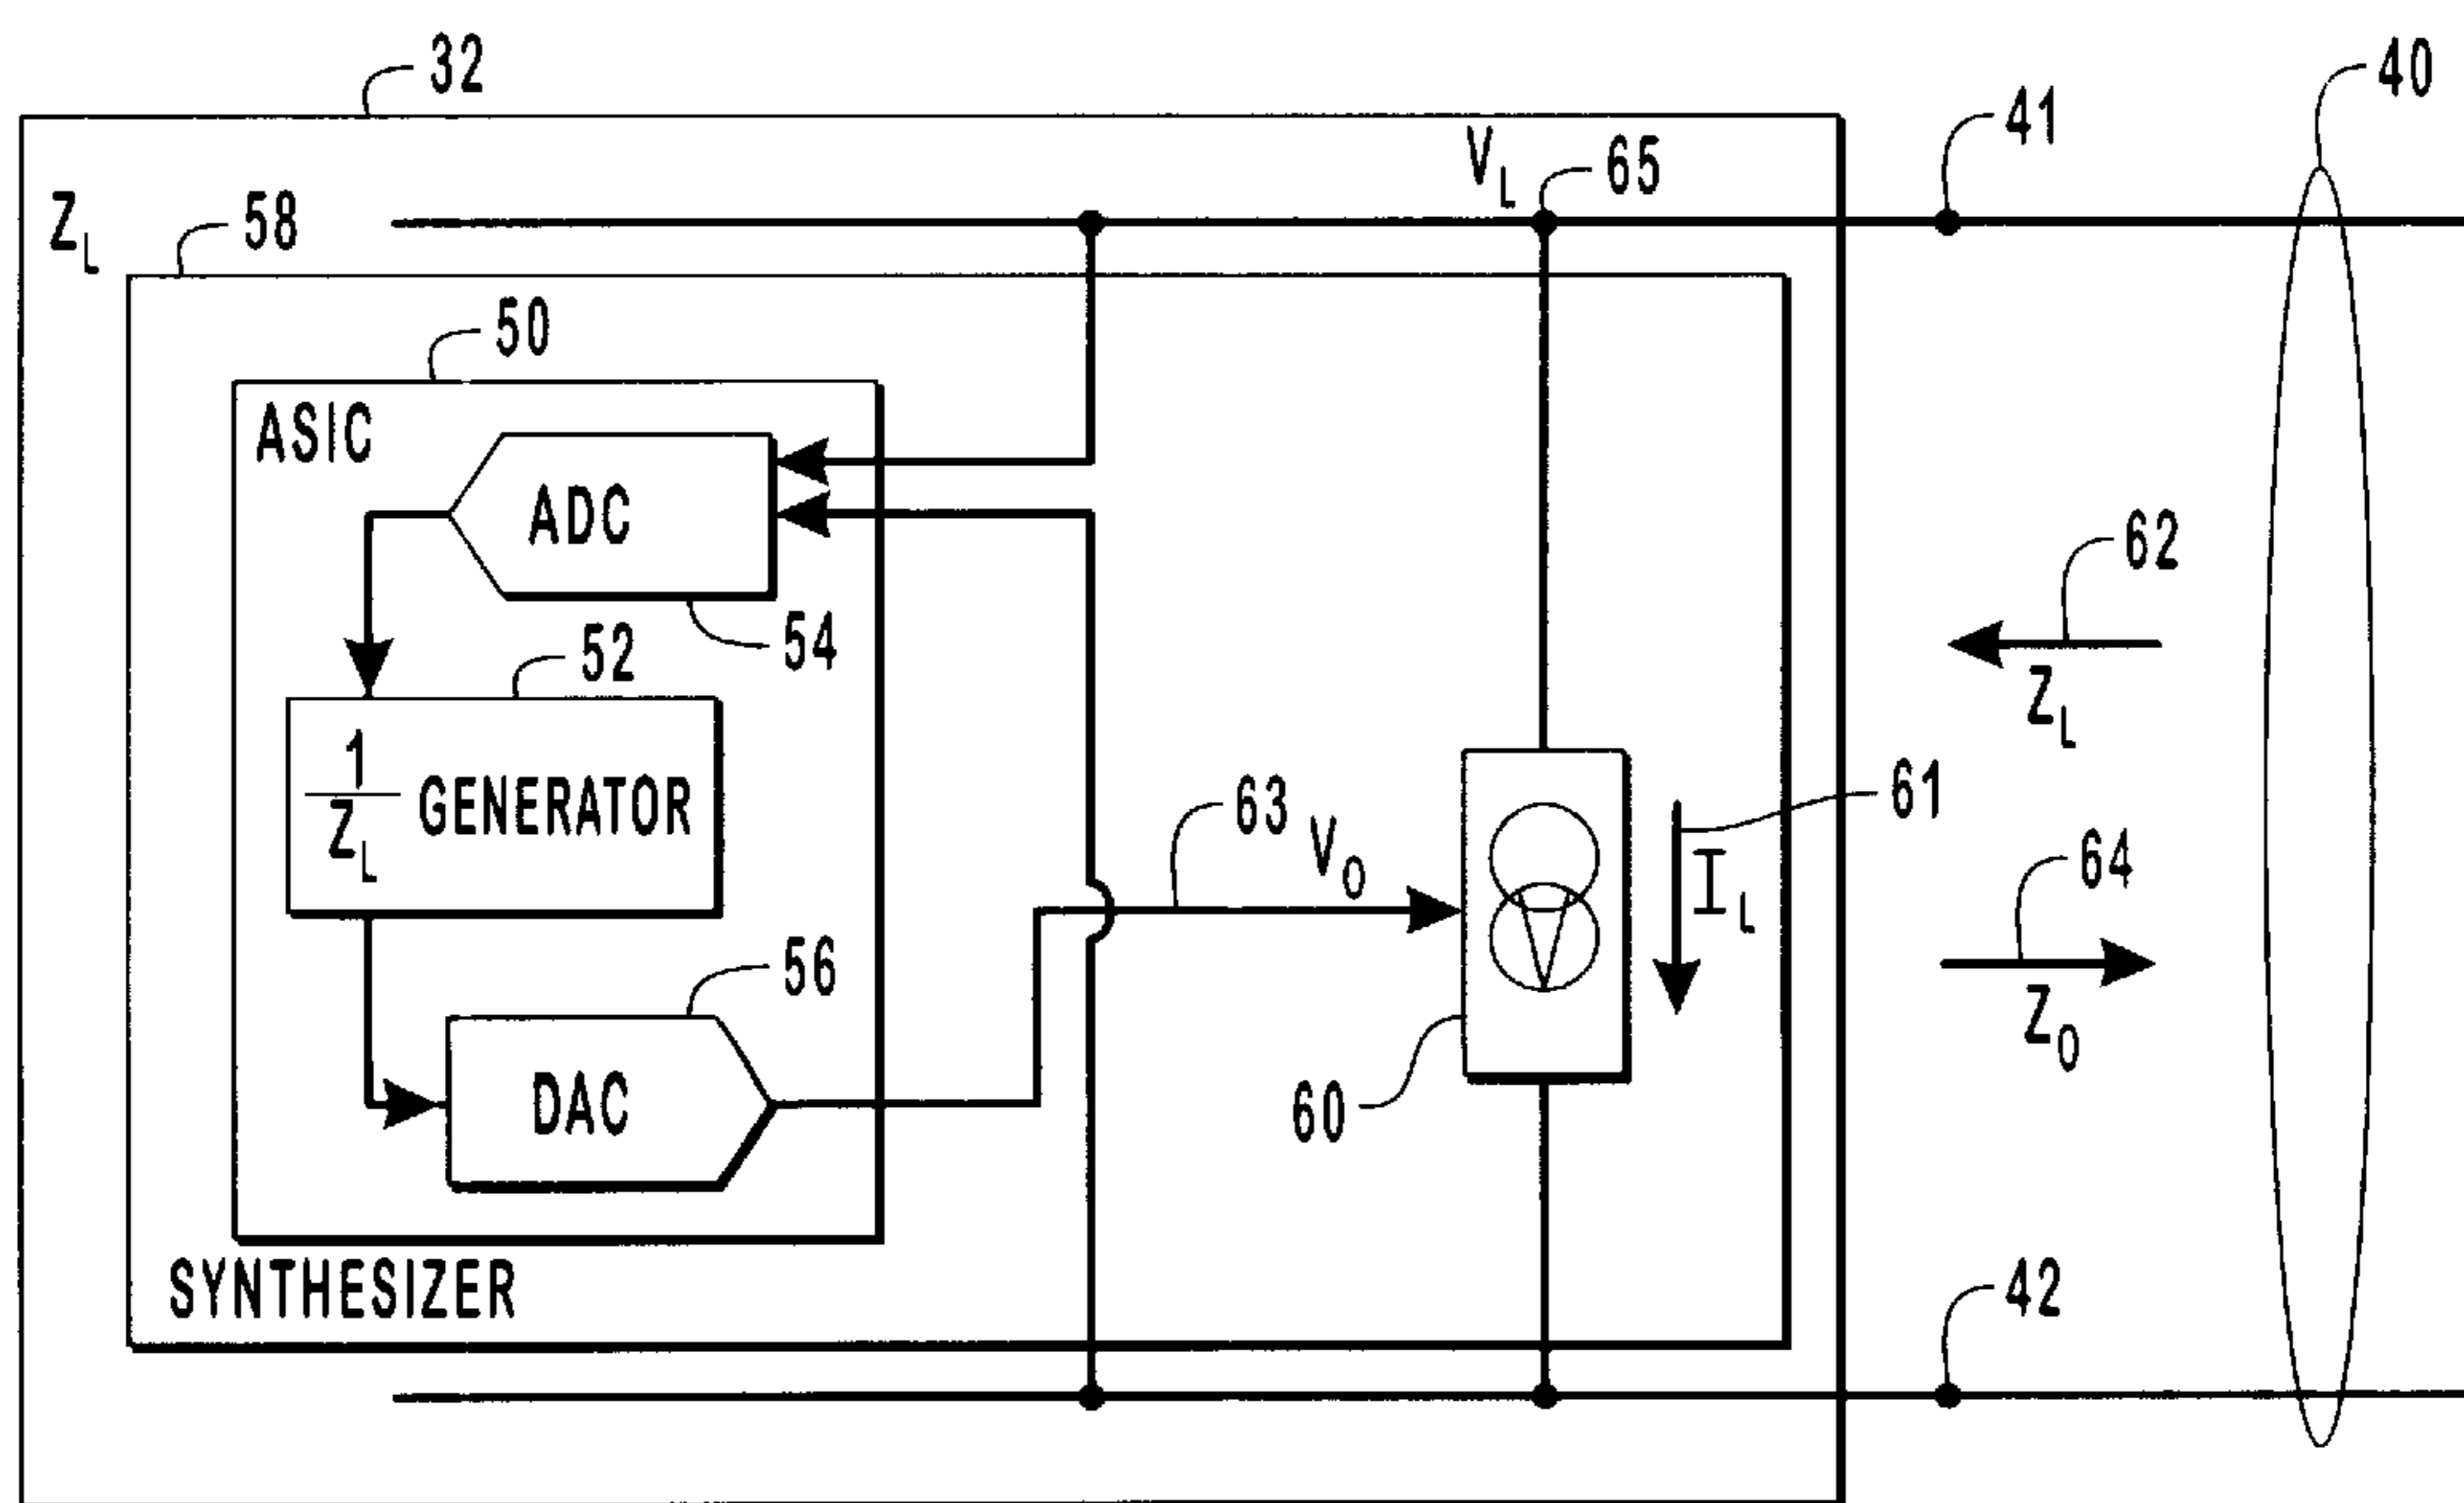 32
40
41
V_L
65
Z_L
58
50
ASIC
ADC
62
54
Z_L
52
1/Z_L GENERATOR
63
V_O
61
I_L
64
56
Z_O
DAC
60
SYNTHESIZER
42